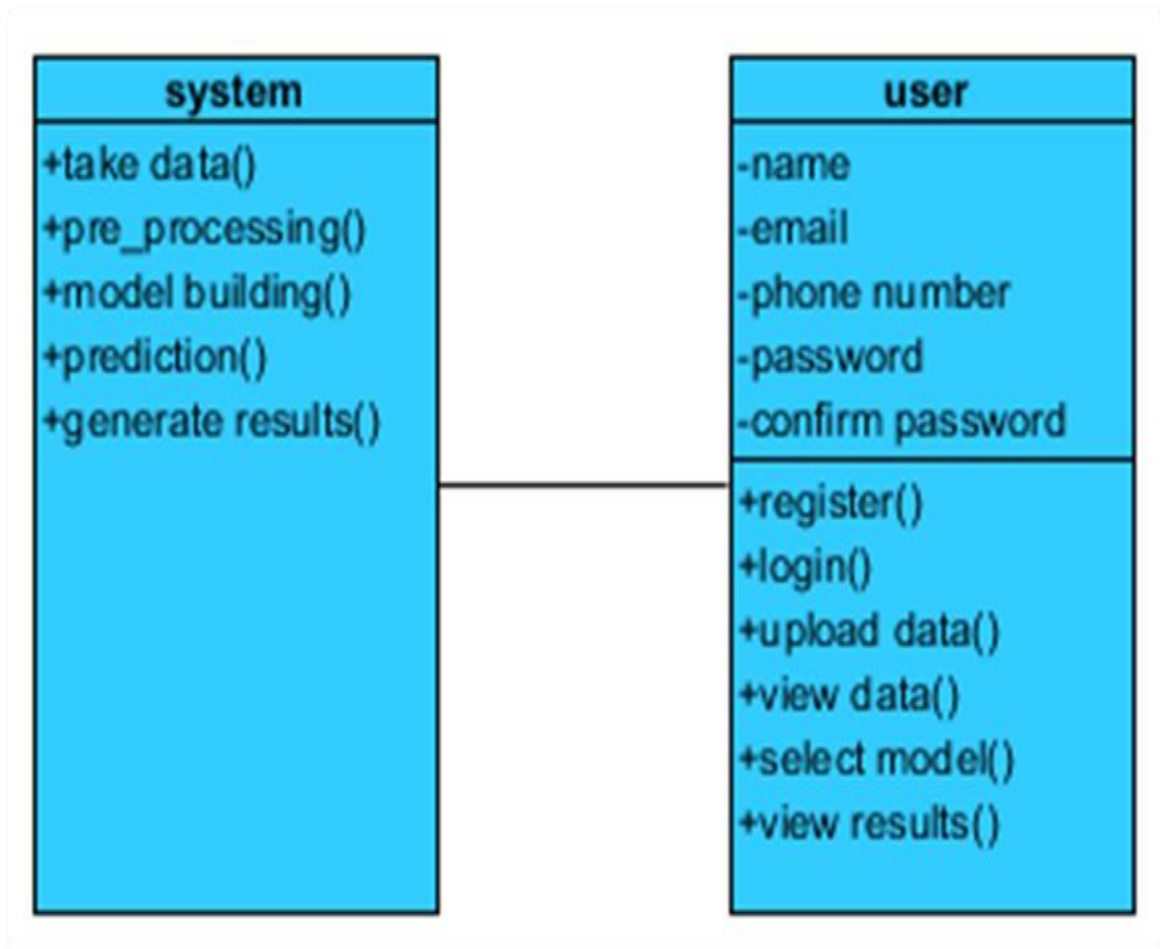 system
+take data()
+pre_processing()
+model building()
+prediction()
+generate results()
user
-name
-email
-phone number
-password
-confirm password
+register()
+login()
+upload data()
+view data()
+select model()
+view results()